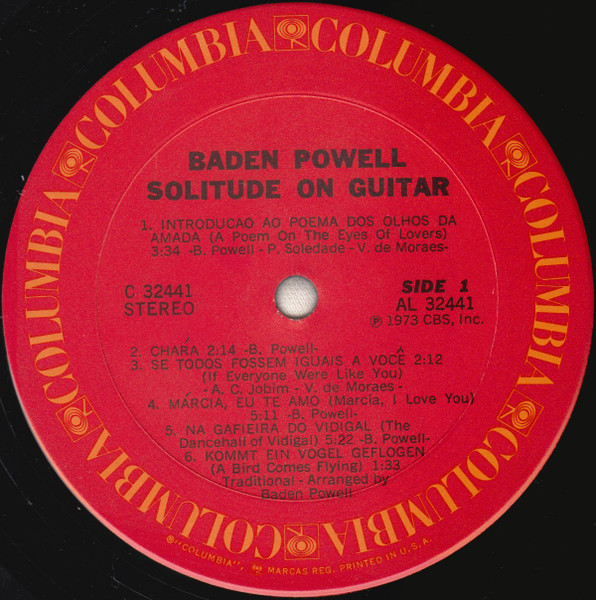 COLUMBIA COLUMBIA COLUMBIA COLUMBIA COLUMBIA COLUMBIA
BADEN POWELL
SOLITUDE ON GUITAR
1. INTRODUCAO AO POEMA DOS OLHOS DA
AMADA (A Poem On The Eyes Of Lovers)
3:34 -B. Powell- P. Soledade - V. de Moraes-
C 32441
STEREO
SIDE 1
AL 32441
℗ 1973 CBS, Inc.
2. CHARÁ 2:14 -B. Powell-
3. SE TODOS FOSSEM IGUAIS A VOCÊ 2:12
(If Everyone Were Like You)
- A. C. Jobim - V. de Moraes -
4. MÁRCIA, EU TE AMO (Marcia, I Love You)
5:11 -B. Powell-
5. NA GAFIEIRA DO VIDIGAL (The
Dancehall of Vidigal) 5:22 -B. Powell-
6. KOMMT EIN VOGEL GEFLOGEN
(A Bird Comes Flying) 1:33
Traditional - Arranged by
Baden Powell
®"COLUMBIA", MARCAS REG. PRINTED IN U.S.A.